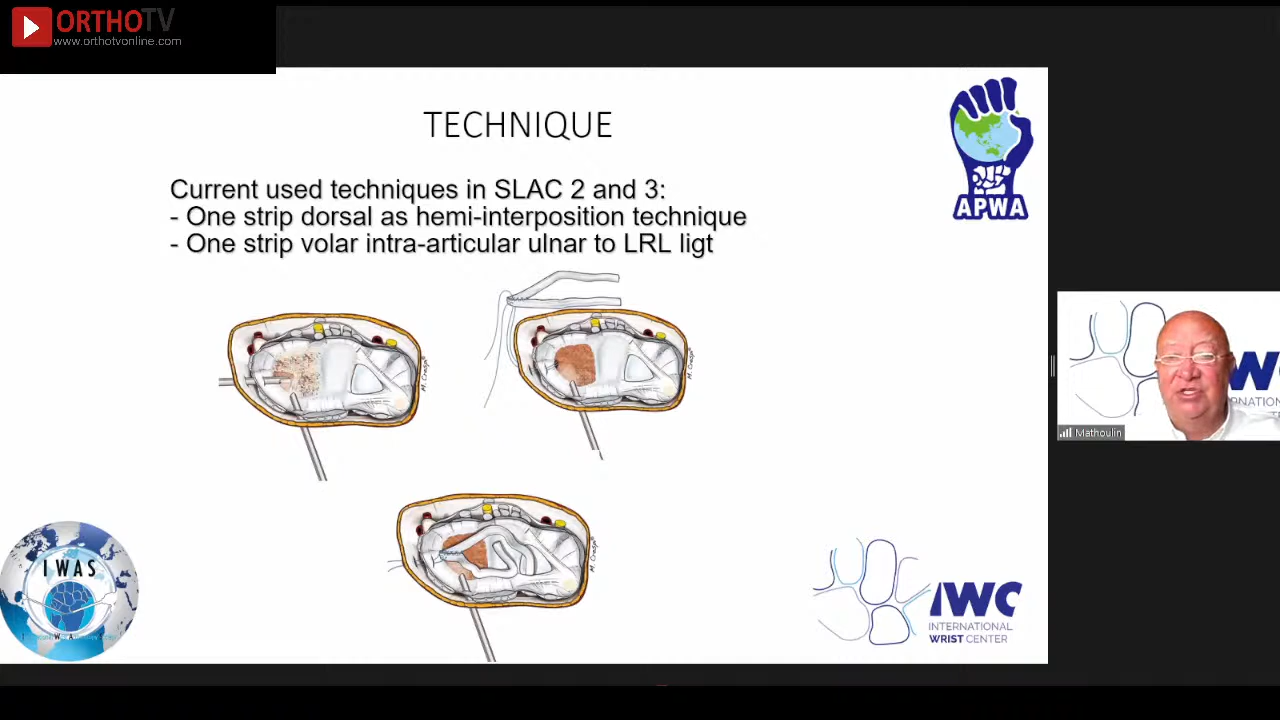 ORTHOTV
www.orthotvonline.com
TECHNIQUE
APWA
Current used techniques in SLAC 2 and 3:
- One strip dorsal as hemi-interposition technique
- One strip volar intra-articular ulnar to LRL ligt
Mathoulin
IWAS
IWC
INTERNATIONAL
WRIST CENTER